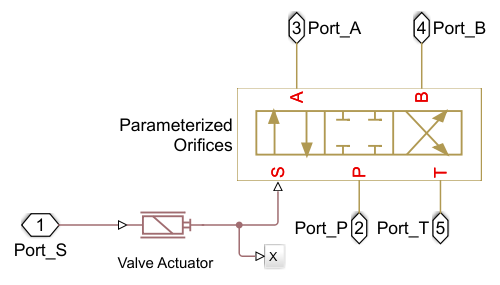 3 Port_A
4 Port_B
A
B
Parameterized
Orifices
S
P
T
1
Port_S
Port_P 2
Port_T 5
X
Valve Actuator